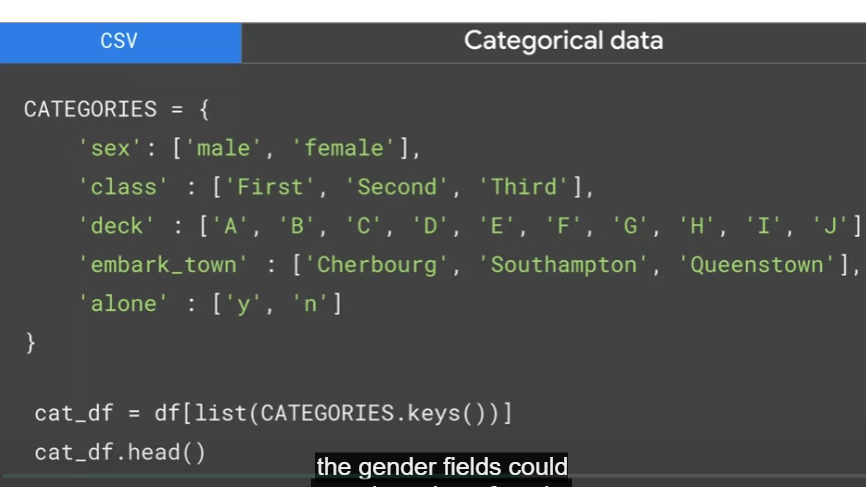 CSV
Categorical data
CATEGORIES = {
'sex': ['male', 'female'],
'class' : ['First', 'Second', 'Third'],
'deck' : ['A', 'B', 'C', 'D', 'E', 'F', 'G', 'H', 'I', 'J']
'embark_town' : ['Cherbourg', 'Southampton', 'Queenstown'],
'alone' : ['y', 'n']
}
cat_df = df[list(CATEGORIES.keys())]
cat_df.head()
the gender fields could